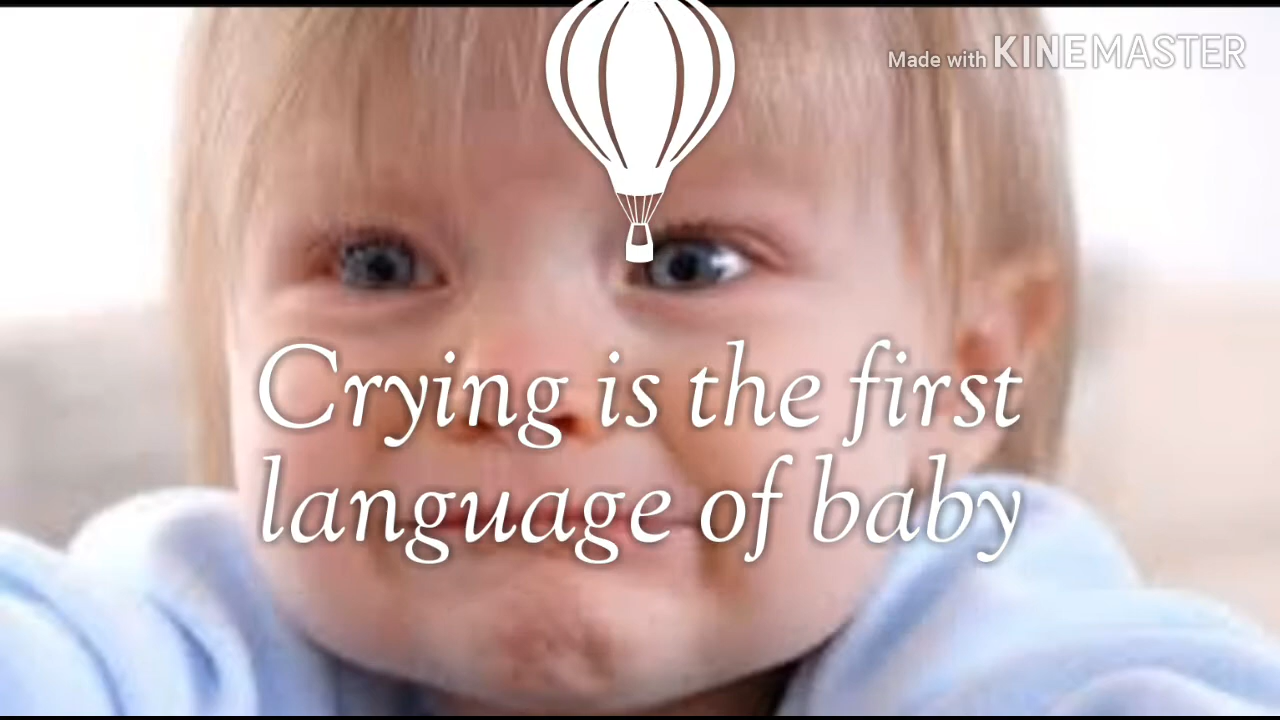 Made with KINEMASTER
Crying is the first
language of baby